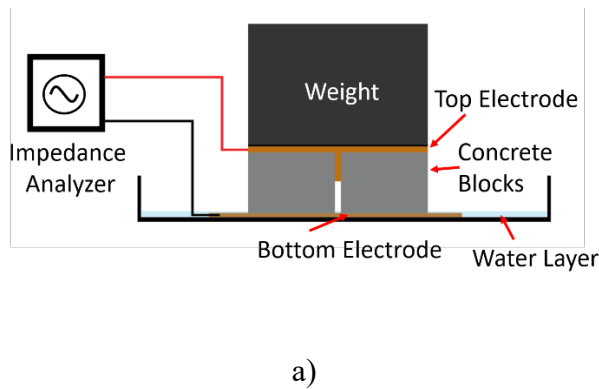 Weight
Top Electrode
Impedance
Analyzer
Concrete
Blocks
Bottom Electrode
Water Layer
a)